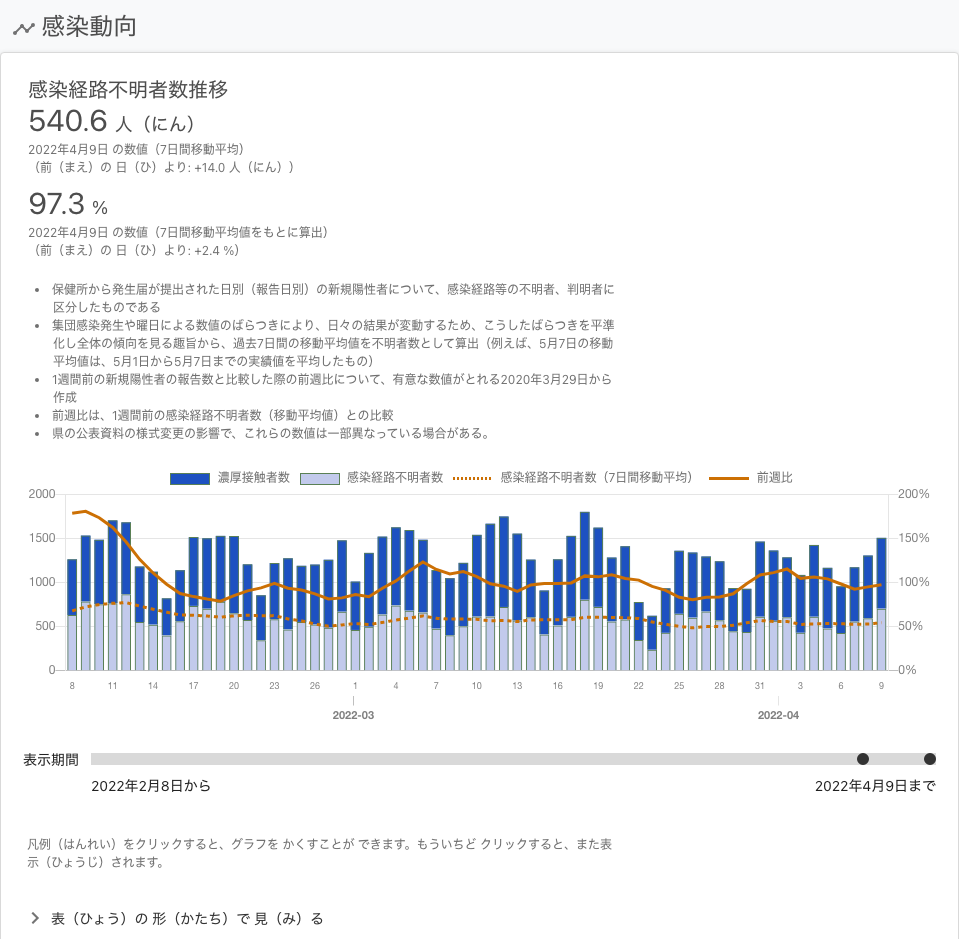 感染動向
感染経路不明者数推移
540.6 人（にん）
2022年4月9日 の数値（7日間移動平均）
（前（まえ）の 日（ひ）より: +14.0 人（にん））
97.3 %
2022年4月9日 の数値（7日間移動平均値をもとに算出）
（前（まえ）の 日（ひ）より: +2.4 %）
• 保健所から発生届が提出された日別（報告日別）の新規陽性者について、感染経路等の不明者、判明者に
区分したものである
• 集団感染発生や曜日による数値のばらつきにより、日々の結果が変動するため、こうしたばらつきを平準
化し全体の傾向を見る趣旨から、過去7日間の移動平均値を不明者数として算出（例えば、5月7日の移動
平均値は、5月1日から5月7日までの実績値を平均したもの）
• 1週間前の新規陽性者の報告数と比較した際の前週比について、有意な数値がとれる2020年3月29日から
作成
• 前週比は、1週間前の感染経路不明者数（移動平均値）との比較
• 県の公表資料の様式変更の影響で、これらの数値は一部異なっている場合がある。
濃厚接触者数 感染経路不明者数 感染経路不明者数（7日間移動平均） 前週比
2000 200%
1500 150%
1000 100%
500 50%
0 0%
8 11 14 17 20 23 26 1 4 7 10 13 16 19 22 25 28 31 3 6 9
2022-03 2022-04
表示期間
2022年2月8日から 2022年4月9日まで
凡例（はんれい）をクリックすると、グラフを かくすことが できます。もういちど クリックすると、また表
示（ひょうじ）されます。
表（ひょう）の 形（かたち）で 見（み）る